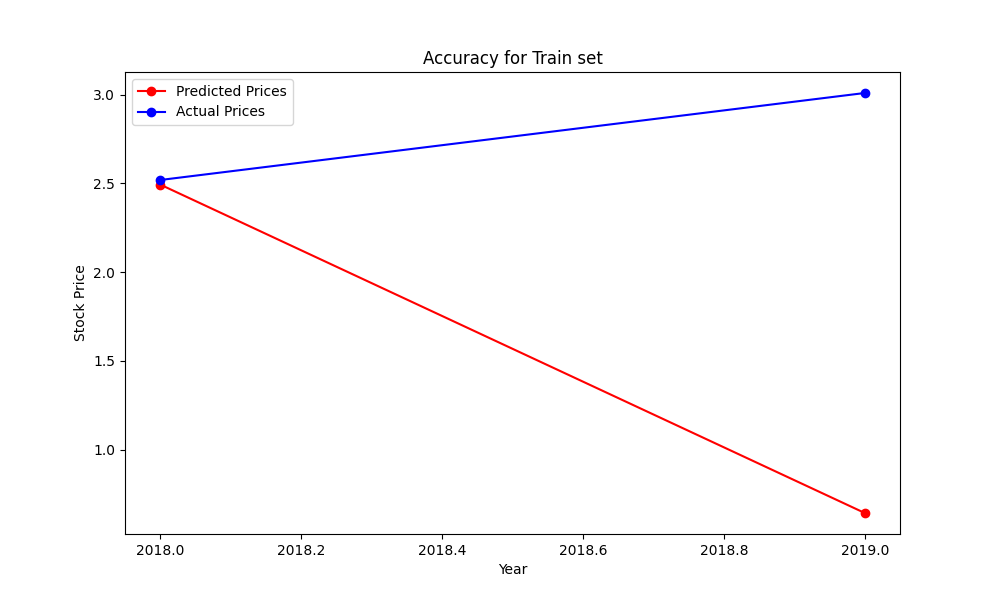 Accuracy for Train set
Predicted Prices
Actual Prices
3.0
2.5
2.0
1.5
1.0
Stock Price
2018.0 2018.2 2018.4 2018.6 2018.8 2019.0
Year